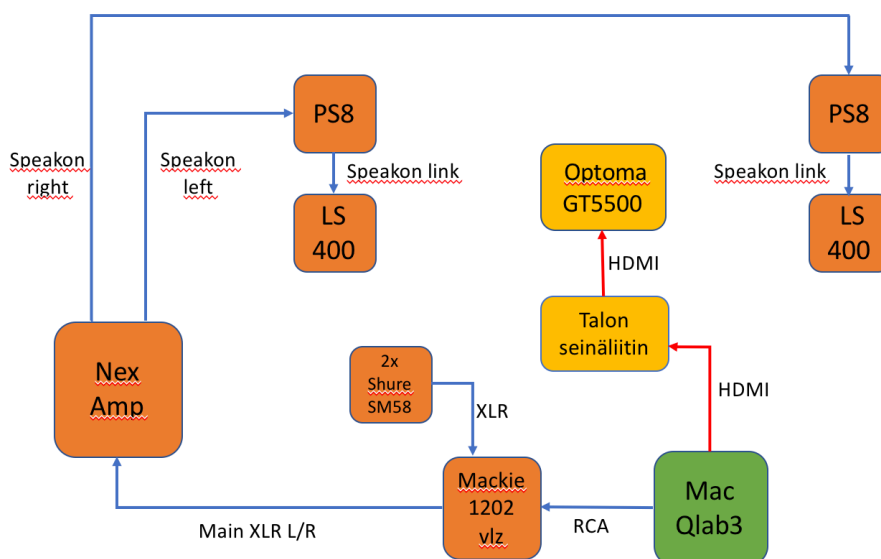 PS8
PS8
Speakon
right
Speakon
left
Speakon link
Speakon link
Optoma
GT5500
LS
400
LS
400
HDMI
Talon
seinäliitin
Nex
Amp
2x
Shure
SM58
XLR
HDMI
Mackie
1202
vlz
Mac
Qlab3
Main XLR L/R
RCA